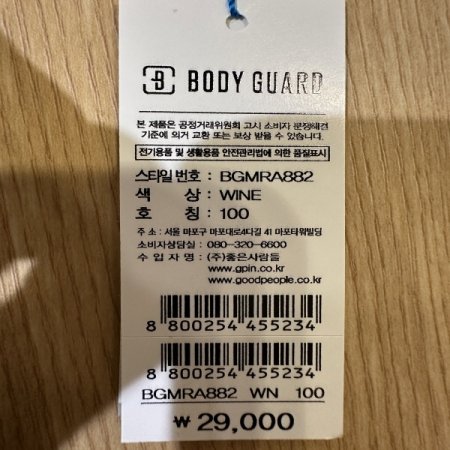 B BODY GUARD
본 제품은 공정거래위원회 고시 소비자 분쟁해결
기준에 의거 교환 또는 보상 받을 수 있습니다.
전기용품 및 생활용품 안전관리법에 의한 품질표시
스타일 번호 : BGMRA882
색 상 : WINE
호 칭 : 100
주 소 : 서울 마포구 마포대로4다길 41 마포타워빌딩
소비자상담실 : 080-320-6600
수 입 자 명 : (주)좋은사람들
www.gpin.co.kr
www.goodpeople.co.kr
8 800254 455234
8 800254 455234
BGMRA882 WN 100
₩ 29,000